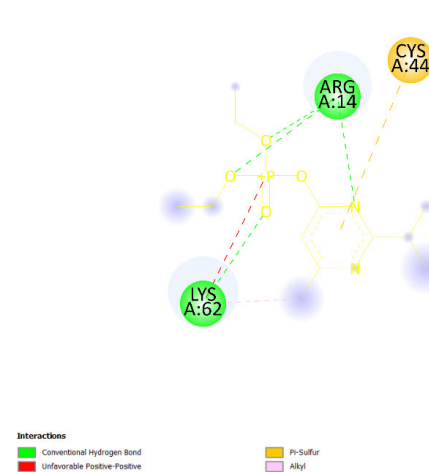 CYS
A:44
ARG
A:14
O
O
P
O
O
N
N
LYS
A:62
Interactions
Conventional Hydrogen Bond
Unfavorable Positive-Positive
Pi-Sulfur
Alkyl